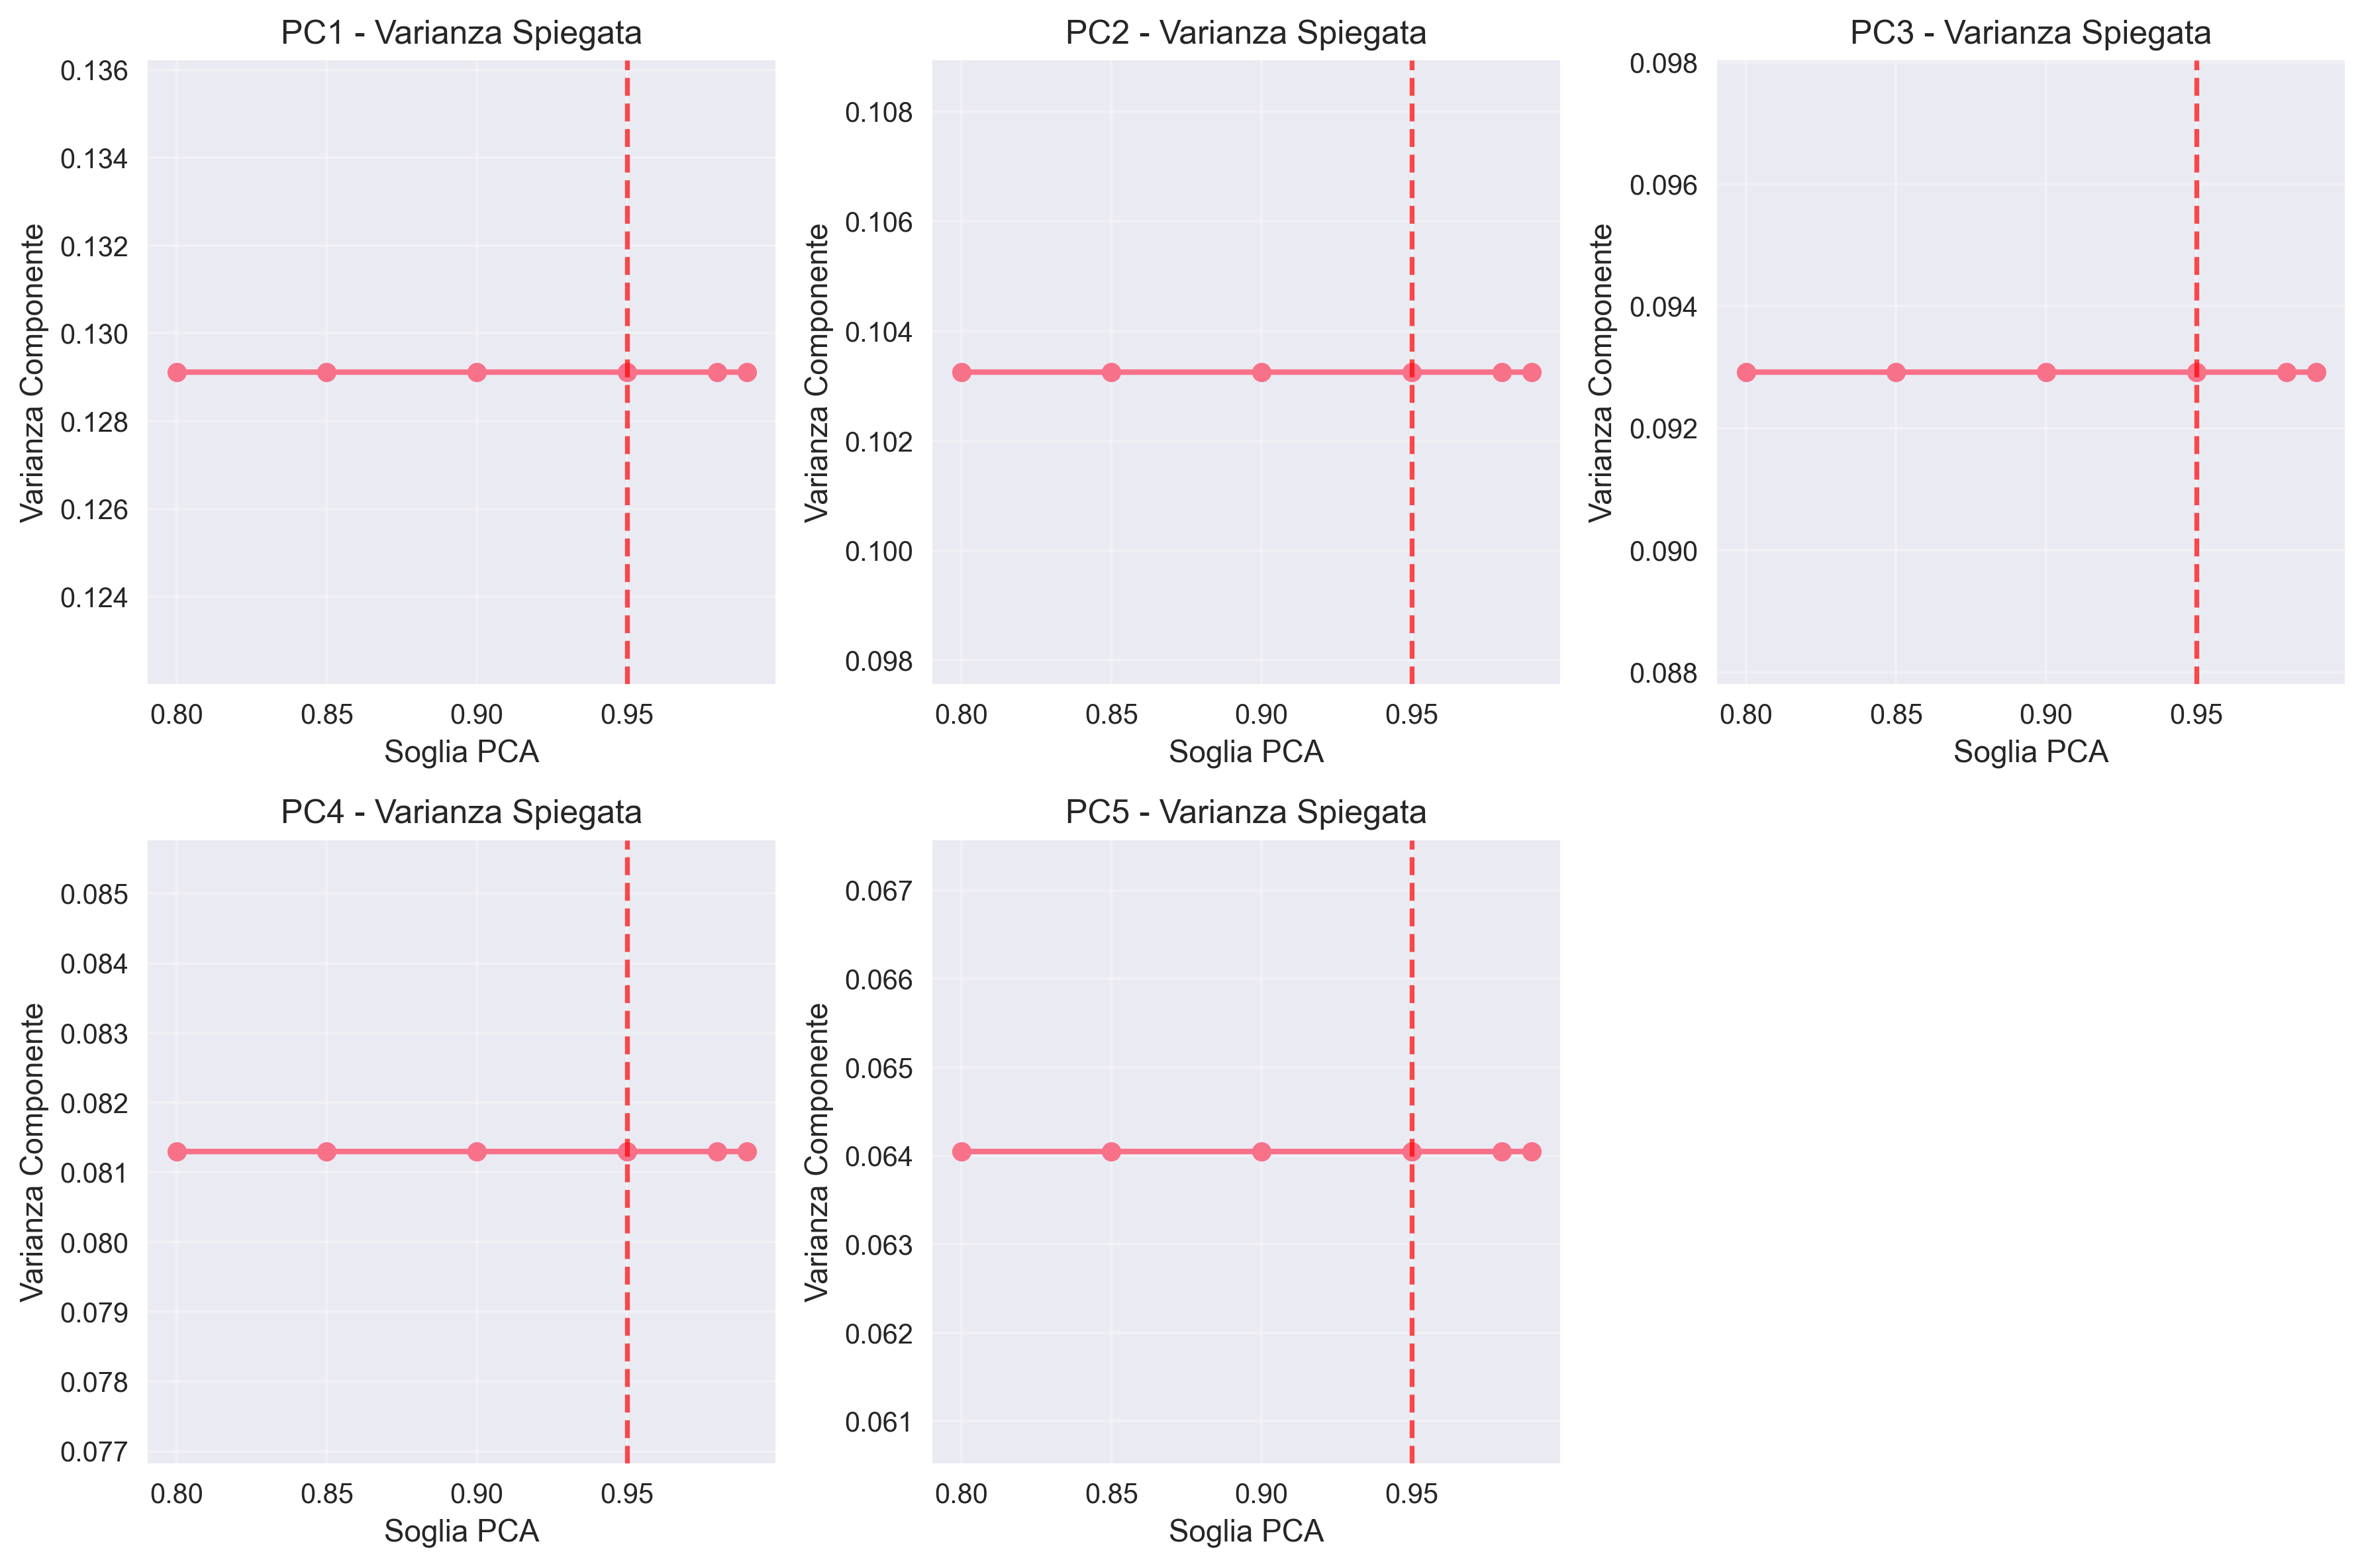 PC1 - Varianza Spiegata
0.136
0.134
0.132
0.130
0.128
0.126
0.124
Varianza Componente
0.80 0.85 0.90 0.95
Soglia PCA
PC2 - Varianza Spiegata
0.108
0.106
0.104
0.102
0.100
0.098
Varianza Componente
0.80 0.85 0.90 0.95
Soglia PCA
PC3 - Varianza Spiegata
0.098
0.096
0.094
0.092
0.090
0.088
Varianza Componente
0.80 0.85 0.90 0.95
Soglia PCA
PC4 - Varianza Spiegata
0.085
0.084
0.083
0.082
0.081
0.080
0.079
0.078
0.077
Varianza Componente
0.80 0.85 0.90 0.95
Soglia PCA
PC5 - Varianza Spiegata
0.067
0.066
0.065
0.064
0.063
0.062
0.061
Varianza Componente
0.80 0.85 0.90 0.95
Soglia PCA